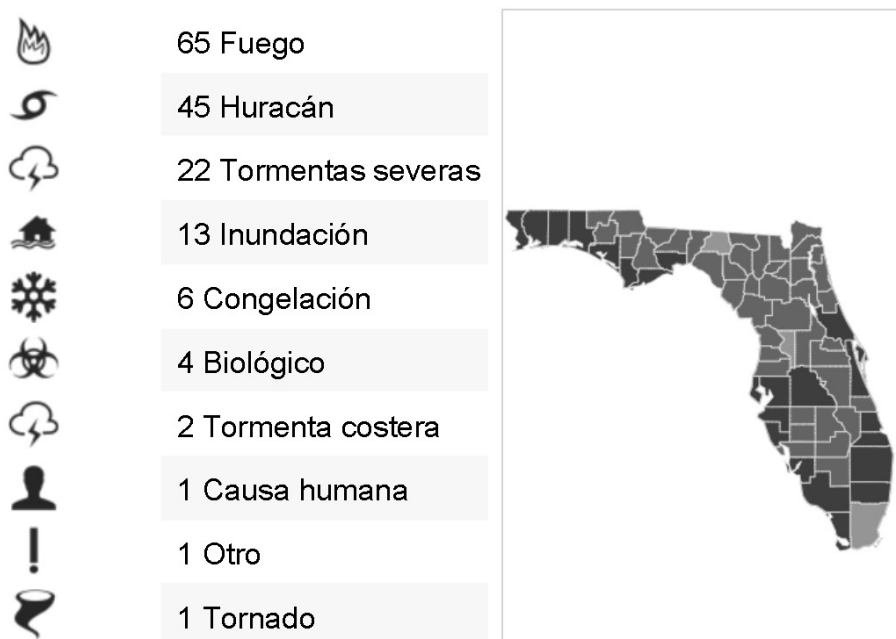 65 Fuego
45 Huracán
22 Tormentas severas
13 Inundación
6 Congelación
4 Biológico
2 Tormenta costera
1 Causa humana
1 Otro
1 Tornado